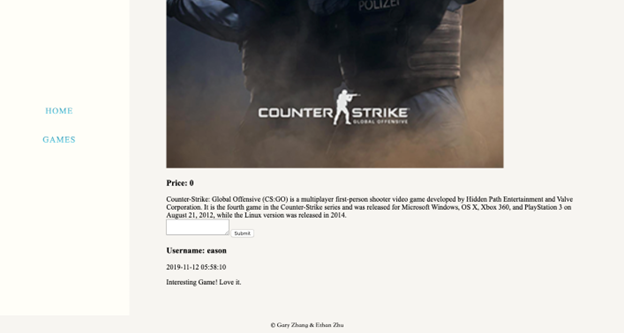 POLIZEI
HOME
COUNTER STRIKE
GLOBAL OFFENSIVE
GAMES
Price: 0
Counter-Strike: Global Offensive (CS:GO) is a multiplayer first-person shooter video game developed by Hidden Path Entertainment and Valve
Corporation. It is the fourth game in the Counter-Strike series and was released for Microsoft Windows, OS X, Xbox 360, and PlayStation 3 on
August 21, 2012, while the Linux version was released in 2014.
Submit
Username: eason
2019-11-12 05:58:10
Interesting Game! Love it.
© Gary Zhang & Ethan Zhu